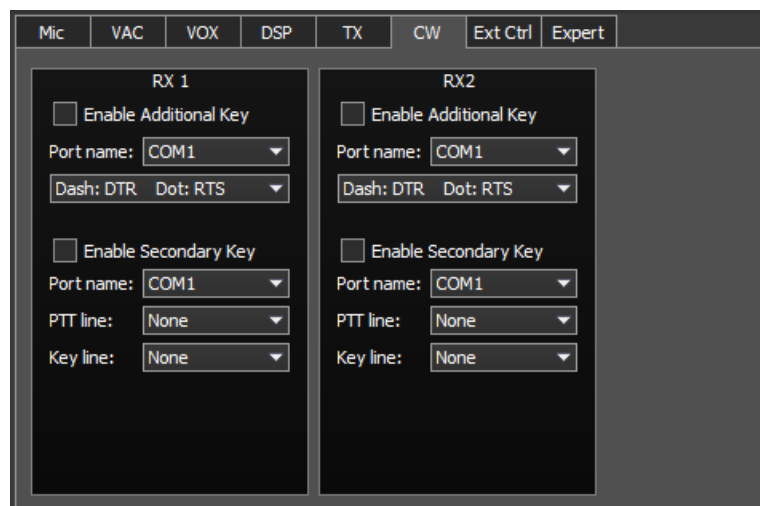 Mic VAC VOX DSP TX CW Ext Ctrl Expert
RX 1
Enable Additional Key
Port name: COM1
Dash: DTR Dot: RTS
Enable Secondary Key
Port name: COM1
PTT line: None
Key line: None
RX2
Enable Additional Key
Port name: COM1
Dash: DTR Dot: RTS
Enable Secondary Key
Port name: COM1
PTT line: None
Key line: None